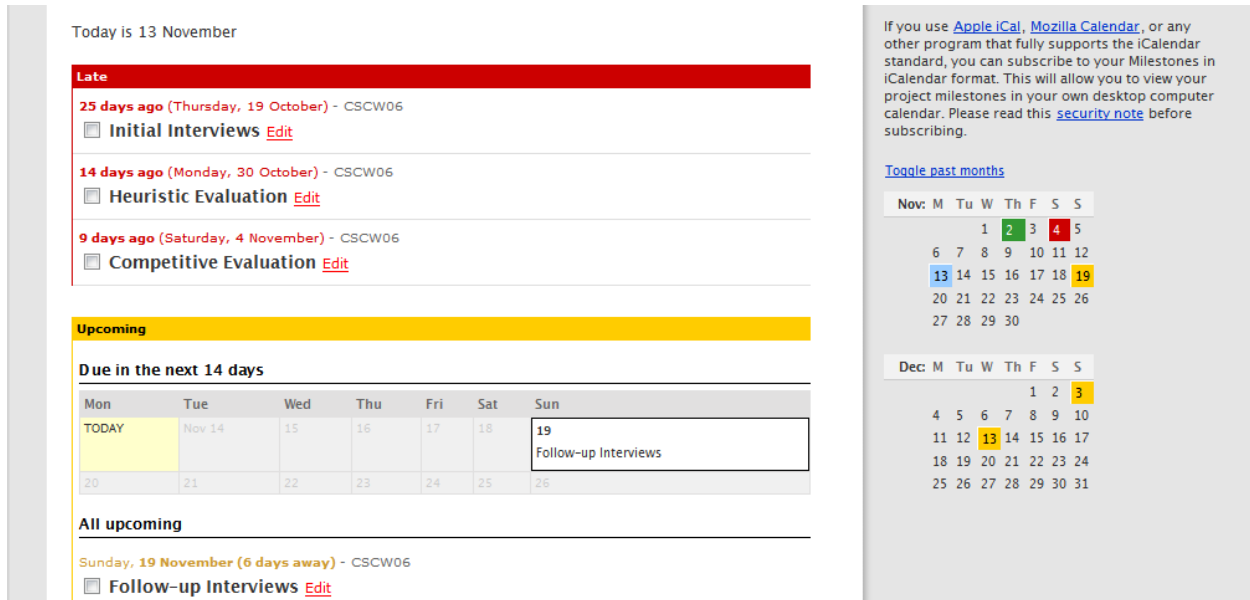 Today is 13 November
Late
25 days ago (Thursday, 19 October) - CSCW06
Initial Interviews Edit
14 days ago (Monday, 30 October) - CSCW06
Heuristic Evaluation Edit
9 days ago (Saturday, 4 November) - CSCW06
Competitive Evaluation Edit
Upcoming
Due in the next 14 days
Mon Tue Wed Thu Fri Sat Sun
TODAY Nov 14 15 16 17 18 19
Follow-up Interviews
20 21 22 23 24 25 26
All upcoming
Sunday, 19 November (6 days away) - CSCW06
Follow-up Interviews Edit
If you use Apple iCal, Mozilla Calendar, or any
other program that fully supports the iCalendar
standard, you can subscribe to your Milestones in
iCalendar format. This will allow you to view your
project milestones in your own desktop computer
calendar. Please read this security note before
subscribing.
Toggle past months
Nov: M Tu W Th F S S
1 2 3 4 5
6 7 8 9 10 11 12
13 14 15 16 17 18 19
20 21 22 23 24 25 26
27 28 29 30
Dec: M Tu W Th F S S
1 2 3
4 5 6 7 8 9 10
11 12 13 14 15 16 17
18 19 20 21 22 23 24
25 26 27 28 29 30 31